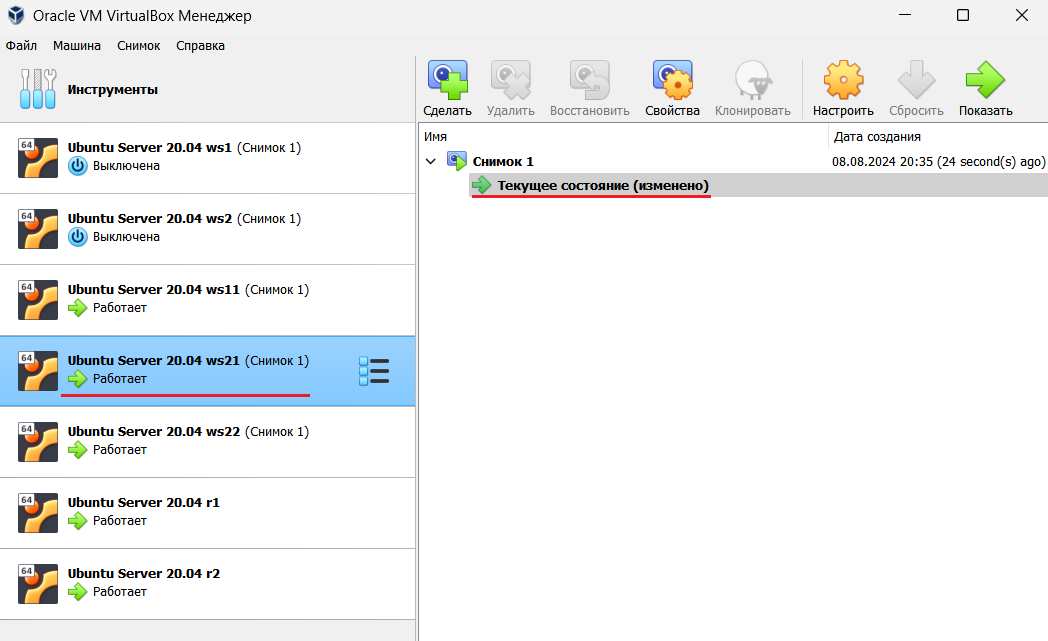 Oracle VM VirtualBox Менеджер
Файл Машина Снимок Справка
Инструменты
Сделать Удалить Восстановить Свойства Клонировать Настроить Сбросить Показать
64 Ubuntu Server 20.04 ws1 (Снимок 1)
Выключена
64 Ubuntu Server 20.04 ws2 (Снимок 1)
Выключена
64 Ubuntu Server 20.04 ws11 (Снимок 1)
Работает
64 Ubuntu Server 20.04 ws21 (Снимок 1)
Работает
64 Ubuntu Server 20.04 ws22 (Снимок 1)
Работает
64 Ubuntu Server 20.04 r1
Работает
64 Ubuntu Server 20.04 r2
Работает
Имя Дата создания
Снимок 1 08.08.2024 20:35 (24 second(s) ago)
Текущее состояние (изменено)